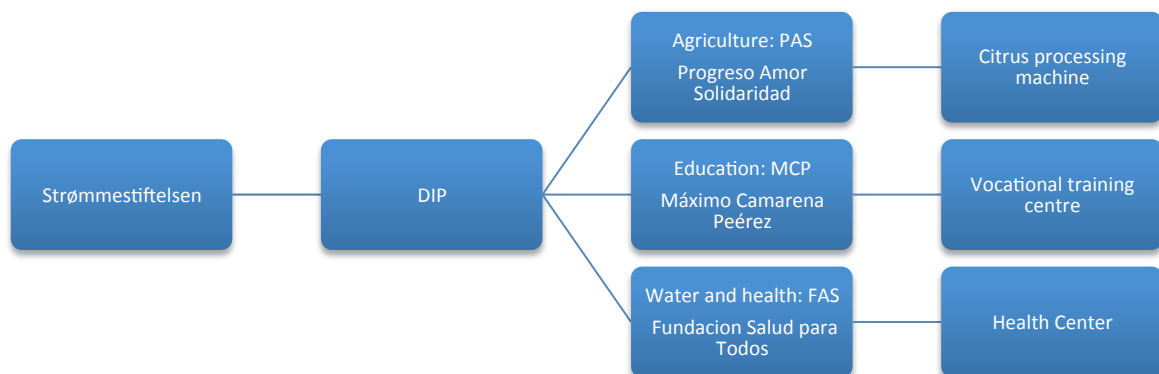 Strømmestiftelsen
DIP
Agriculture: PAS
Progreso Amor
Solidaridad
Citrus processing
machine
Education: MCP
Máximo Camarena
Peérez
Vocational training
centre
Water and health: FAS
Fundacion Salud para
Todos
Health Center